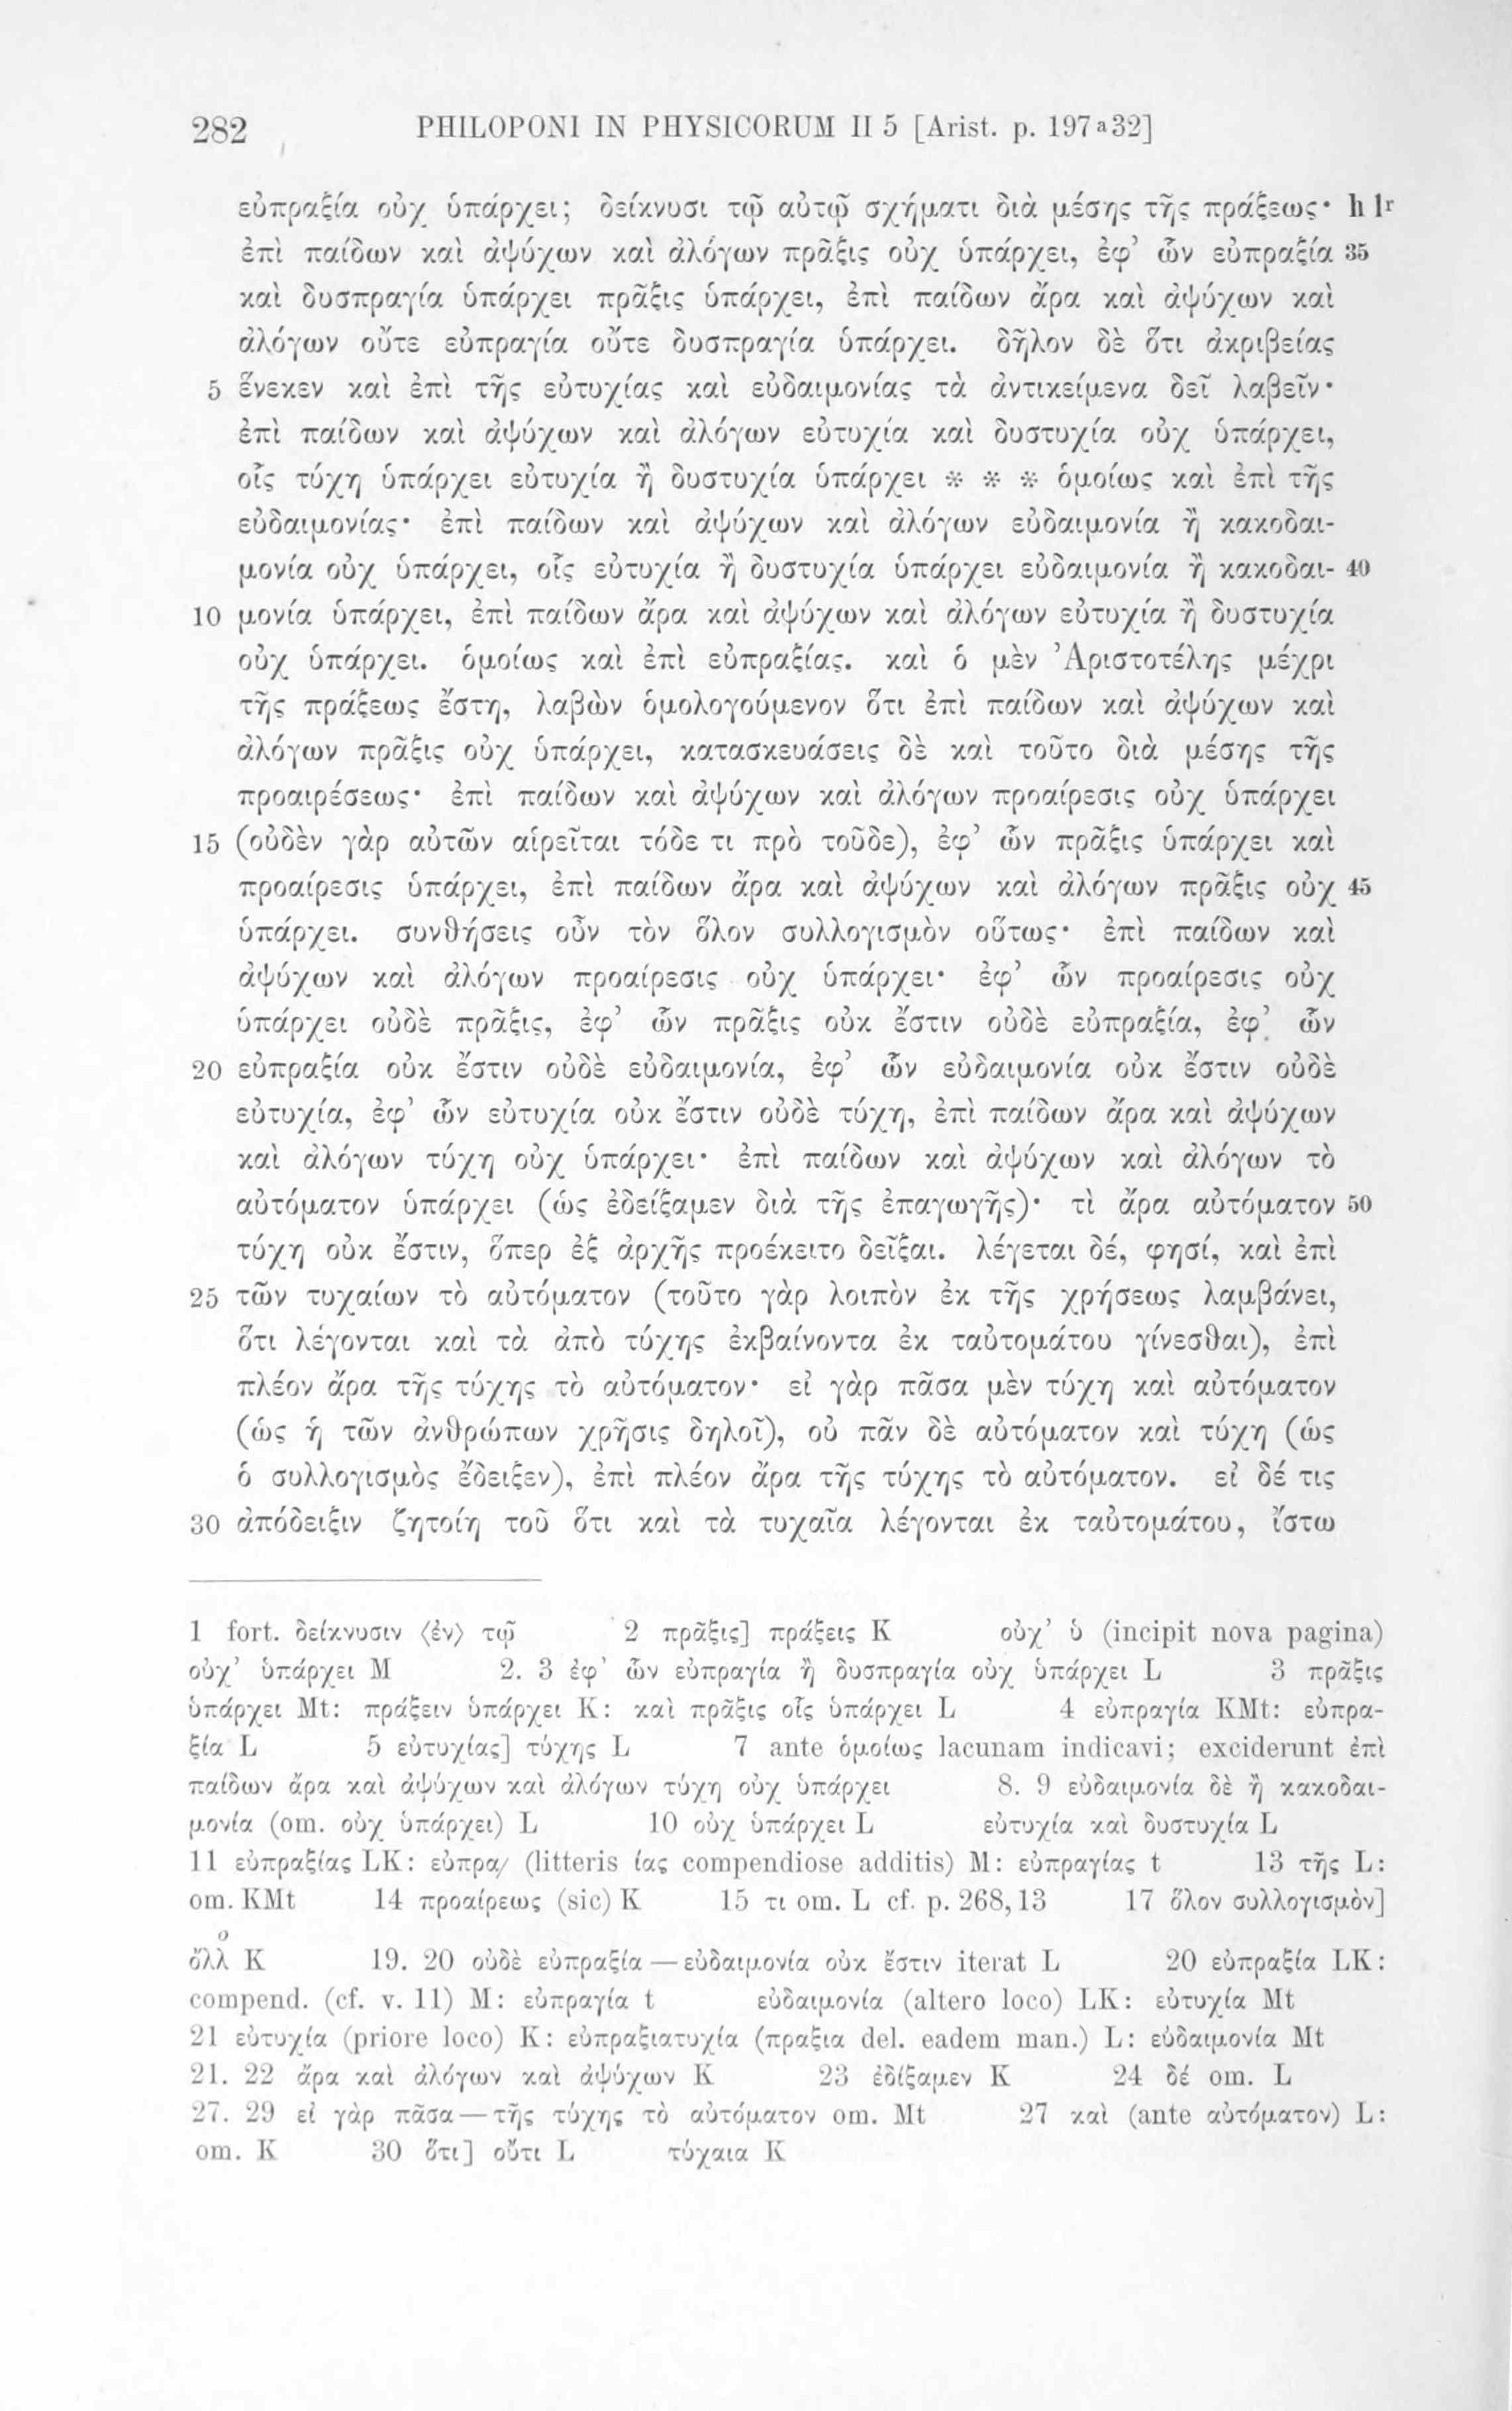 282 PHILOPONI IN PHYSICORUM II 5 [Arist. p. 197ª32]
εὐπραξία οὐχ ὑπάρχει; δείκνυσι τῷ αὐτῷ σχήματι διὰ μέσης τῆς πράξεως· h 1r
ἐπὶ παίδων καὶ ἀψύχων καὶ ἀλόγων πρᾶξις οὐχ ὑπάρχει, ἐφ’ ὧν εὐπραξία 35
καὶ δυσπραγία ὑπάρχει πρᾶξις ὑπάρχει, ἐπὶ παίδων ἄρα καὶ ἀψύχων καὶ
ἀλόγων οὔτε εὐπραγία οὔτε δυσπραγία ὑπάρχει. δῆλον δὲ ὅτι ἀκριβείας
5 ἕνεκεν καὶ ἐπὶ τῆς εὐτυχίας καὶ εὐδαιμονίας τὰ ἀντικείμενα δεῖ λαβεῖν·
ἐπὶ παίδων καὶ ἀψύχων καὶ ἀλόγων εὐτυχία καὶ δυστυχία οὐχ ὑπάρχει,
οἷς τύχη ὑπάρχει εὐτυχία ἢ δυστυχία ὑπάρχει * * * ὁμοίως καὶ ἐπὶ τῆς
εὐδαιμονίας· ἐπὶ παίδων καὶ ἀψύχων καὶ ἀλόγων εὐδαιμονία ἢ κακοδαι-
μονία οὐχ ὑπάρχει, οἷς εὐτυχία ἢ δυστυχία ὑπάρχει εὐδαιμονία ἢ κακοδαι- 40
10 μονία ὑπάρχει, ἐπὶ παίδων ἄρα καὶ ἀψύχων καὶ ἀλόγων εὐτυχία ἢ δυστυχία
οὐχ ὑπάρχει. ὁμοίως καὶ ἐπὶ εὐπραξίας. καὶ ὁ μὲν Ἀριστοτέλης μέχρι
τῆς πράξεως ἔστη, λαβὼν ὁμολογούμενον ὅτι ἐπὶ παίδων καὶ ἀψύχων καὶ
ἀλόγων πρᾶξις οὐχ ὑπάρχει, κατασκευάσεις δὲ καὶ τοῦτο διὰ μέσης τῆς
προαιρέσεως· ἐπὶ παίδων καὶ ἀψύχων καὶ ἀλόγων προαίρεσις οὐχ ὑπάρχει
15 (οὐδὲν γὰρ αὐτῶν αἱρεῖται τόδε τι πρὸ τοῦδε), ἐφ’ ὧν πρᾶξις ὑπάρχει καὶ
προαίρεσις ὑπάρχει, ἐπὶ παίδων ἄρα καὶ ἀψύχων καὶ ἀλόγων πρᾶξις οὐχ 45
ὑπάρχει. συνθήσεις οὖν τὸν ὅλον συλλογισμὸν οὕτως· ἐπὶ παίδων καὶ
ἀψύχων καὶ ἀλόγων προαίρεσις οὐχ ὑπάρχει· ἐφ’ ὧν προαίρεσις οὐχ
ὑπάρχει οὐδὲ πρᾶξις, ἐφ’ ὧν πρᾶξις οὐκ ἔστιν οὐδὲ εὐπραξία, ἐφ’ ὧν
20 εὐπραξία οὐκ ἔστιν οὐδὲ εὐδαιμονία, ἐφ’ ὧν εὐδαιμονία οὐκ ἔστιν οὐδὲ
εὐτυχία, ἐφ’ ὧν εὐτυχία οὐκ ἔστιν οὐδὲ τύχη, ἐπὶ παίδων ἄρα καὶ ἀψύχων
καὶ ἀλόγων τύχη οὐχ ὑπάρχει· ἐπὶ παίδων καὶ ἀψύχων καὶ ἀλόγων τὸ
αὐτόματον ὑπάρχει (ὡς ἐδείξαμεν διὰ τῆς ἐπαγωγῆς)· τὶ ἄρα αὐτόματον 50
τύχη οὐκ ἔστιν, ὅπερ ἐξ ἀρχῆς προέκειτο δεῖξαι. λέγεται δέ, φησί, καὶ ἐπὶ
25 τῶν τυχαίων τὸ αὐτόματον (τοῦτο γὰρ λοιπὸν ἐκ τῆς χρήσεως λαμβάνει,
ὅτι λέγονται καὶ τὰ ἀπὸ τύχης ἐκβαίνοντα ἐκ ταὐτομάτου γίνεσθαι), ἐπὶ
πλέον ἄρα τῆς τύχης τὸ αὐτόματον· εἰ γὰρ πᾶσα μὲν τύχη καὶ αὐτόματον
(ὡς ἡ τῶν ἀνθρώπων χρῆσις δηλοῖ), οὐ πᾶν δὲ αὐτόματον καὶ τύχη (ὡς
ὁ συλλογισμὸς ἔδειξεν), ἐπὶ πλέον ἄρα τῆς τύχης τὸ αὐτόματον. εἰ δέ τις
30 ἀπόδειξιν ζητοίη τοῦ ὅτι καὶ τὰ τυχαῖα λέγονται ἐκ ταὐτομάτου, ἴστω
1 fort. δείκνυσιν ⟨ἐν⟩ τῷ 2 πρᾶξις] πράξεις K οὐχ’ ὑ (incipit nova pagina)
οὐχ’ ὑπάρχει M 2. 3 ἐφ’ ὧν εὐπραγία ἢ δυσπραγία οὐχ ὑπάρχει L 3 πρᾶξις
ὑπάρχει Mt: πράξειν ὑπάρχει K: καὶ πρᾶξις οἷς ὑπάρχει L 4 εὐπραγία KMt: εὐπρα-
ξία L 5 εὐτυχίας] τύχης L 7 ante ὁμοίως lacunam indicavi; exciderunt ἐπὶ
παίδων ἄρα καὶ ἀψύχων καὶ ἀλόγων τύχη οὐχ ὑπάρχει 8. 9 εὐδαιμονία δὲ ἢ κακοδαι-
μονία (om. οὐχ ὑπάρχει) L 10 οὐχ ὑπάρχει L εὐτυχία καὶ δυστυχία L
11 εὐπραξίας LK: εὐπρα/ (litteris ίας compendiose additis) M: εὐπραγίας t 13 τῆς L:
om. KMt 14 προαίρεως (sic) K 15 τι om. L cf. p. 268,13 17 ὅλον συλλογισμὸν]
ὅλλο K 19. 20 οὐδὲ εὐπραξία — εὐδαιμονία οὐκ ἔστιν iterat L 20 εὐπραξία LK:
compend. (cf. v. 11) M: εὐπραγία t εὐδαιμονία (altero loco) LK: εὐτυχία Mt
21 εὐτυχία (priore loco) K: εὐπραξιατυχία (πραξια del. eadem man.) L: εὐδαιμονία Mt
21. 22 ἄρα καὶ ἀλόγων καὶ ἀψύχων K 23 ἐδίξαμεν K 24 δέ om. L
27. 29 εἰ γὰρ πᾶσα — τῆς τύχης τὸ αὐτόματον om. Mt 27 καὶ (ante αὐτόματον) L:
om. K 30 ὅτι] οὔτι L τύχαια K